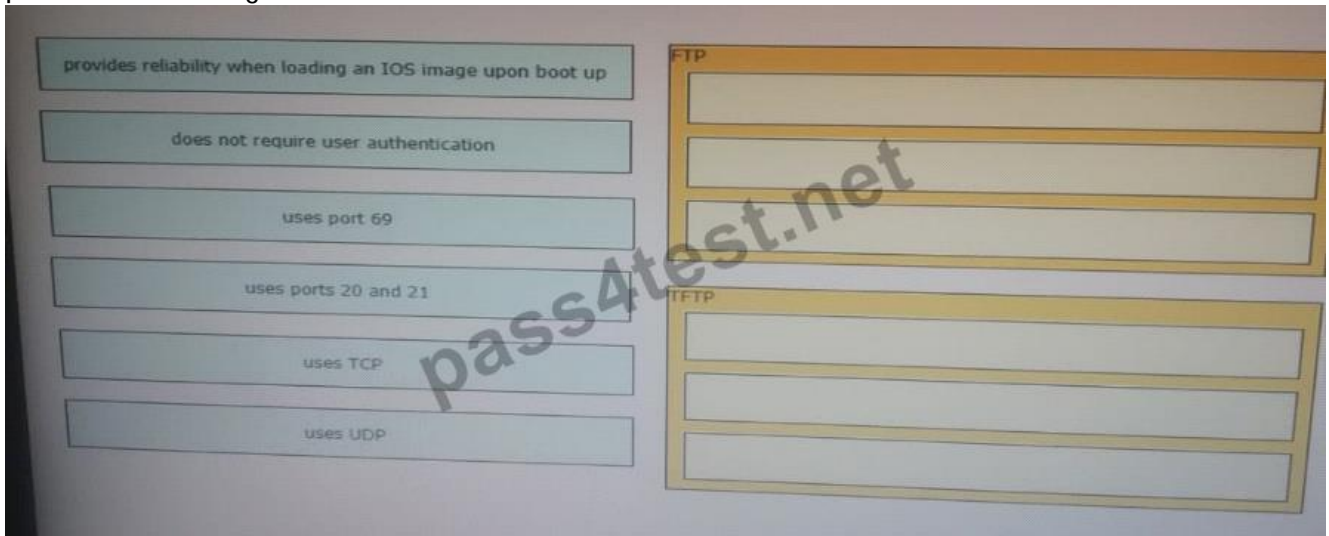 provides reliability when loading an IOS image upon boot up
does not require user authentication
uses port 69
uses ports 20 and 21
uses TCP
uses UDP
FTP
TFTP
pass4test.net